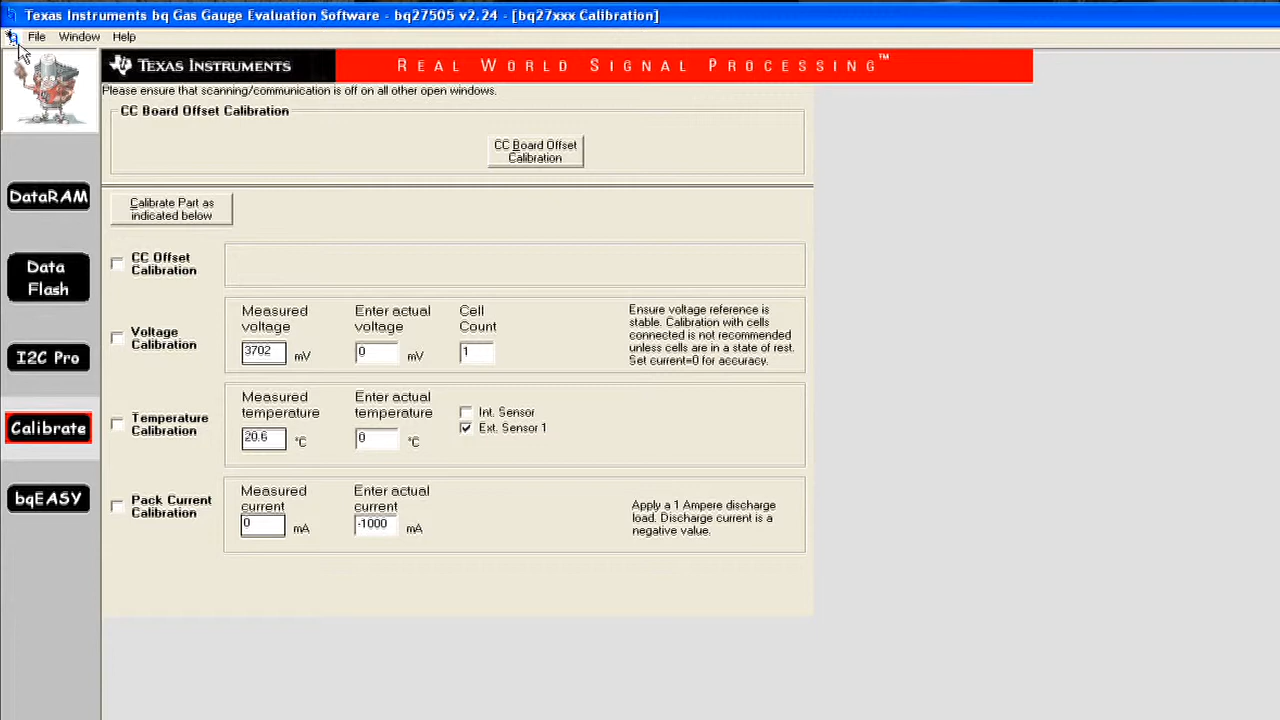 Texas Instruments bq Gas Gauge Evaluation Software - bq27505 v2.24 - [bq27xxx Calibration]
File Window Help
TEXAS INSTRUMENTS REAL WORLD SIGNAL PROCESSING™
Please ensure that scanning/communication is off on all other open windows.
CC Board Offset Calibration
CC Board Offset
Calibration
DataRAM
Data
Flash
I2C Pro
Calibrate
bqEASY
Calibrate Part as
indicated below
CC Offset
Calibration
Voltage
Calibration
Measured
voltage
3702 mV
Enter actual
voltage
0 mV
Cell
Count
1
Ensure voltage reference is
stable. Calibration with cells
connected is not recommended
unless cells are in a state of rest.
Set current=0 for accuracy.
Temperature
Calibration
Measured
temperature
20.6 °C
Enter actual
temperature
0 °C
Int. Sensor
Ext. Sensor 1
Pack Current
Calibration
Measured
current
0 mA
Enter actual
current
-1000 mA
Apply a 1 Ampere discharge
load. Discharge current is a
negative value.